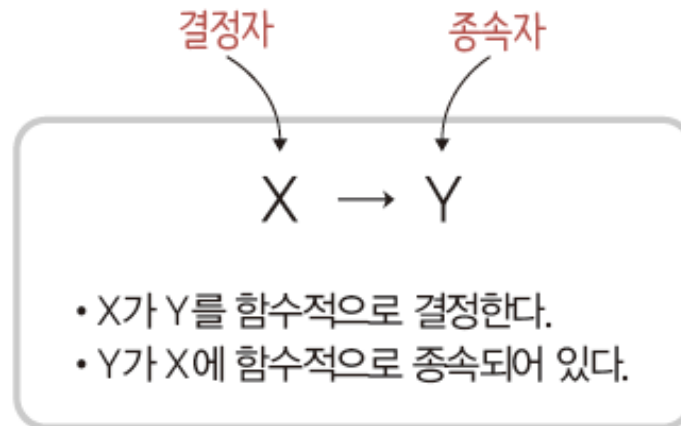 결정자 종속자
X → Y
• X가 Y를 함수적으로 결정한다.
• Y가 X에 함수적으로 종속되어 있다.